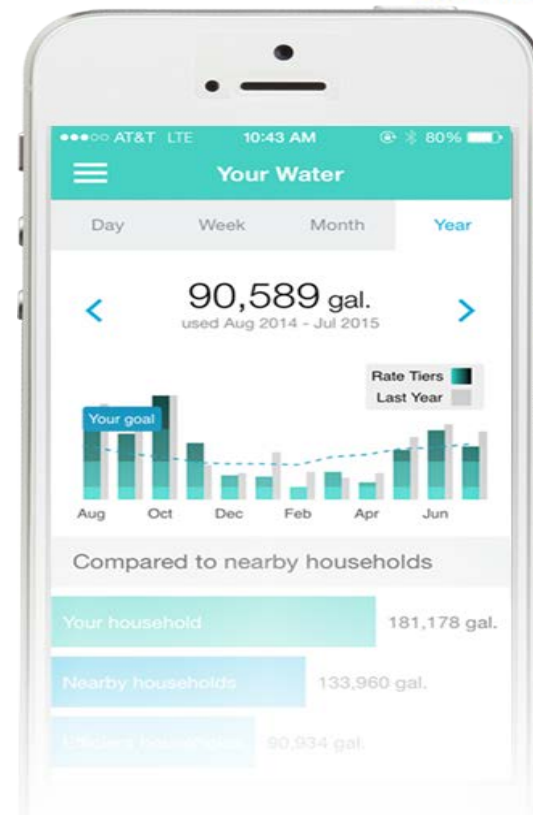 AT&T LTE 10:43 AM 80%
Your Water
Day Week Month Year
90,589 gal.
used Aug 2014 - Jul 2015
Rate Tiers
Last Year
Your goal
Aug Oct Dec Feb Apr Jun
Compared to nearby households
Your household 181,178 gal.
Nearby households 133,960 gal.
Efficient households 90,934 gal.